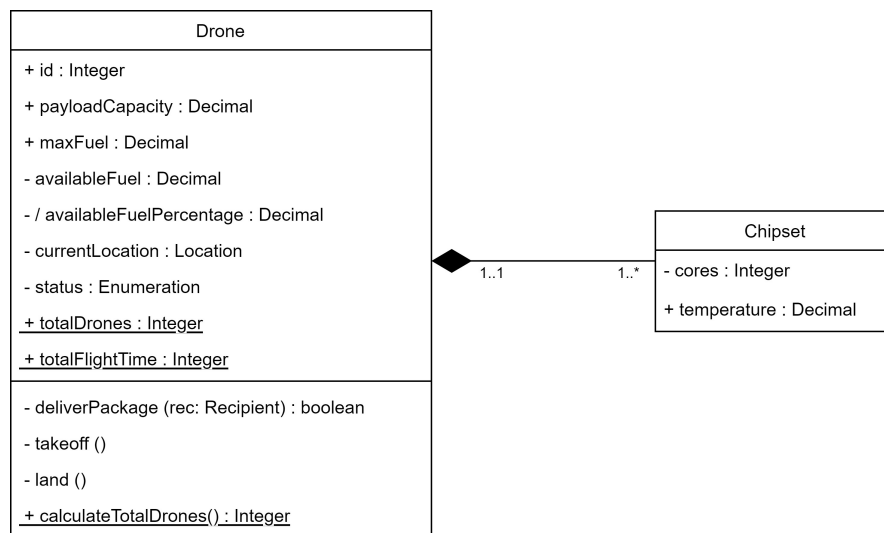 Drone
+ id : Integer
+ payloadCapacity : Decimal
+ maxFuel : Decimal
- availableFuel : Decimal
- / availableFuelPercentage : Decimal
- currentLocation : Location
- status : Enumeration
+ totalDrones : Integer
+ totalFlightTime : Integer
- deliverPackage (rec: Recipient) : boolean
- takeoff ()
- land ()
+ calculateTotalDrones() : Integer
1..1
1..*
Chipset
- cores : Integer
+ temperature : Decimal